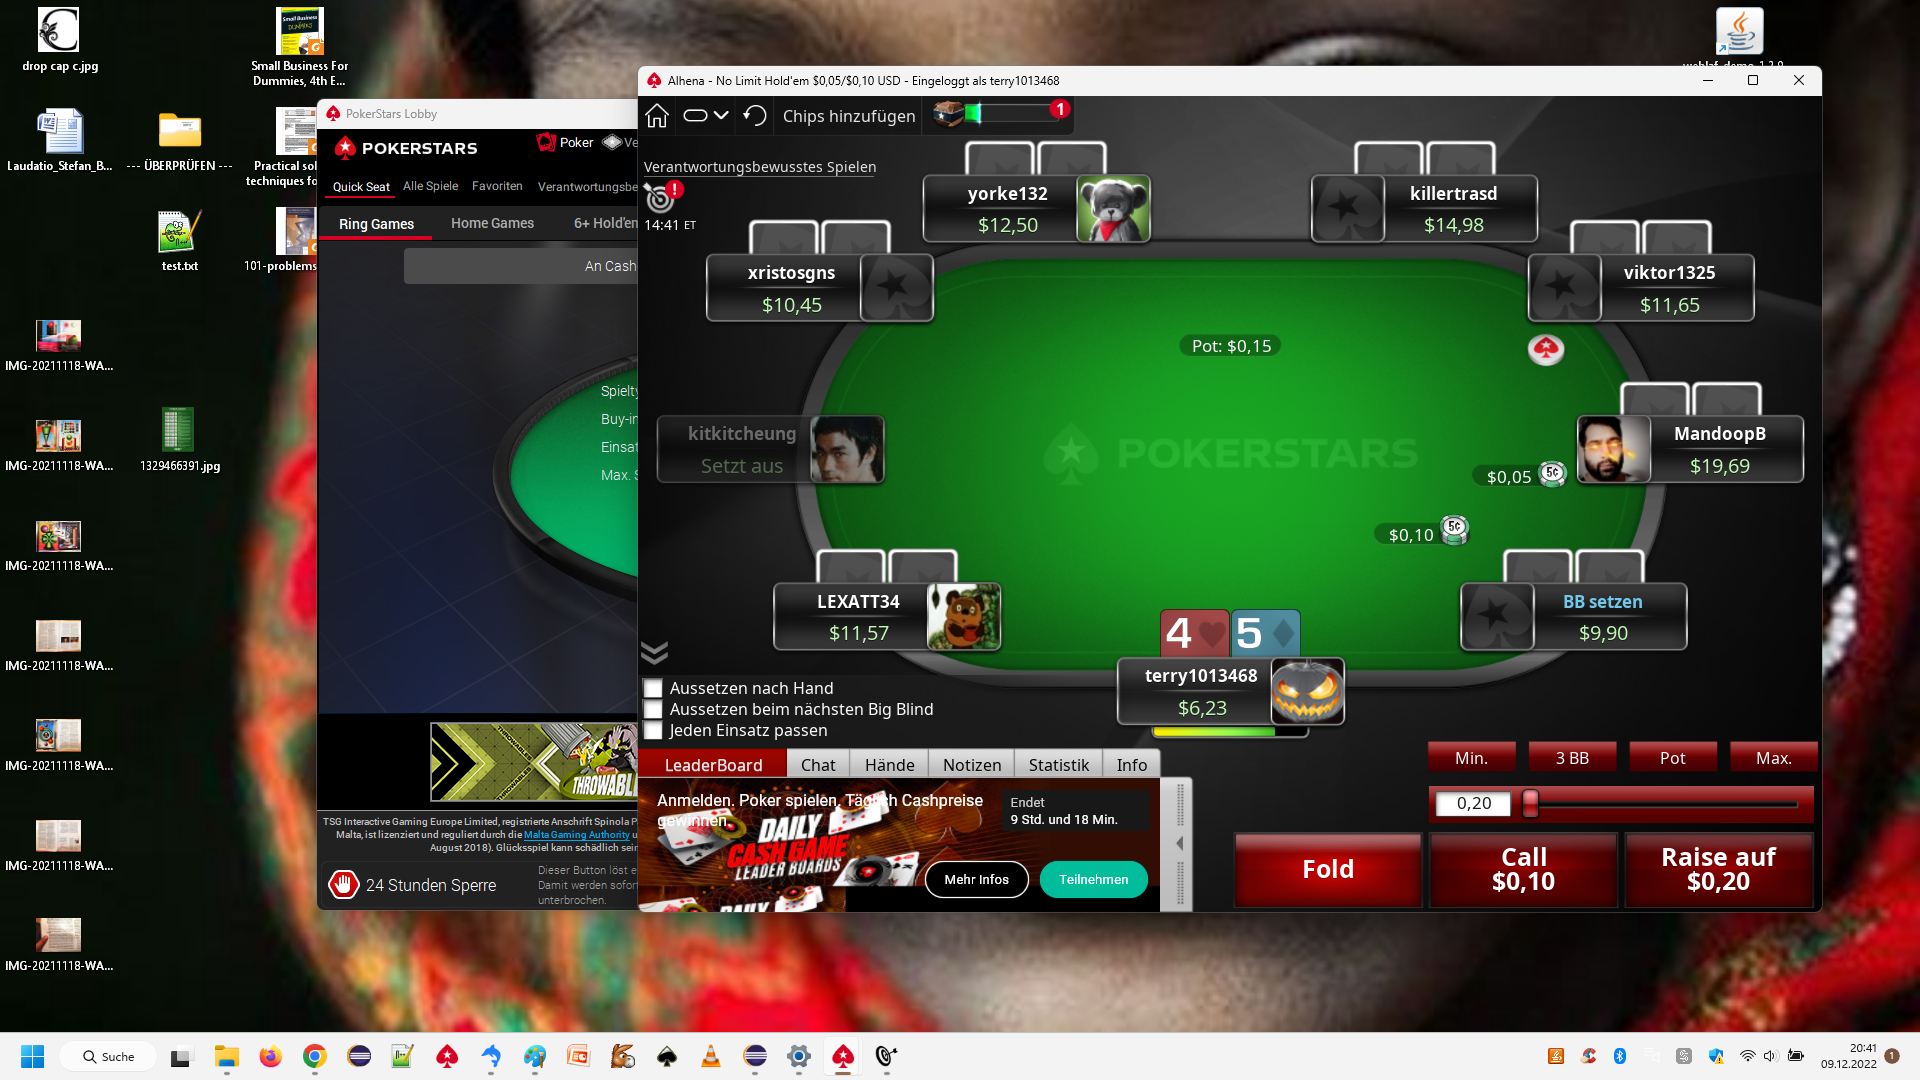 drop cap c.jpg
Small Business For
Dummies, 4th E...
Laudatio_Stefan_B...
--- ÜBERPRÜFEN ---
Practical sol
techniques fo
test.txt
101-problems
IMG-20211118-WA...
IMG-20211118-WA...
1329466391.jpg
IMG-20211118-WA...
IMG-20211118-WA...
IMG-20211118-WA...
IMG-20211118-WA...
IMG-20211118-WA...
PokerStars Lobby
POKERSTARS
Poker
Ve
Quick Seat
Alle Spiele
Favoriten
Verantwortungsbe
Ring Games
Home Games
6+ Hold'en
An Cash
Spielty
Buy-in
Einsat
Max. S
THROWABLE
TSG Interactive Gaming Europe Limited, registrierte Anschrift Spinola P
Malta, ist lizenziert und reguliert durch die Malta Gaming Authority u
August 2018). Glücksspiel kann schädlich sein
24 Stunden Sperre
Dieser Button löst e
Damit werden sofor
unterbrochen.
Alhena - No Limit Hold'em $0,05/$0,10 USD - Eingeloggt als terry1013468
Chips hinzufügen
1
Verantwortungsbewusstes Spielen
14:41 ET
yorke132
$12,50
killertrasd
$14,98
xristosgns
$10,45
viktor1325
$11,65
Pot: $0,15
kitkitcheung
Setzt aus
POKERSTARS
MandoopB
$19,69
$0,05
5¢
$0,10
5¢
LEXATT34
$11,57
BB setzen
$9,90
4
5
terry1013468
$6,23
Aussetzen nach Hand
Aussetzen beim nächsten Big Blind
Jeden Einsatz passen
LeaderBoard
Chat
Hände
Notizen
Statistik
Info
Anmelden. Poker spielen. Täglich Cashpreise
gewinnen.
Endet
9 Std. und 18 Min.
DAILY
CASH GAME
LEADER BOARDS
Mehr Infos
Teilnehmen
DAILY
Min.
3 BB
Pot
Max.
0,20
Fold
Call
$0,10
Raise auf
$0,20
Suche
20:41
09.12.2022
1